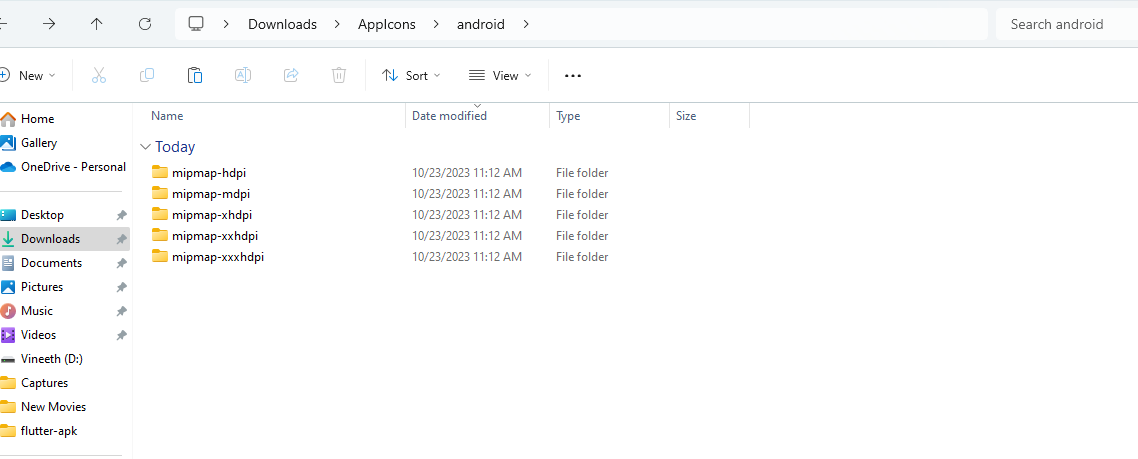 Downloads > AppIcons > android >
Search android
New
Sort
View
Name Date modified Type Size
Home
Gallery
OneDrive - Personal
Desktop
Downloads
Documents
Pictures
Music
Videos
Vineeth (D:)
Captures
New Movies
flutter-apk
Today
mipmap-hdpi 10/23/2023 11:12 AM File folder
mipmap-mdpi 10/23/2023 11:12 AM File folder
mipmap-xhdpi 10/23/2023 11:12 AM File folder
mipmap-xxhdpi 10/23/2023 11:12 AM File folder
mipmap-xxxhdpi 10/23/2023 11:12 AM File folder